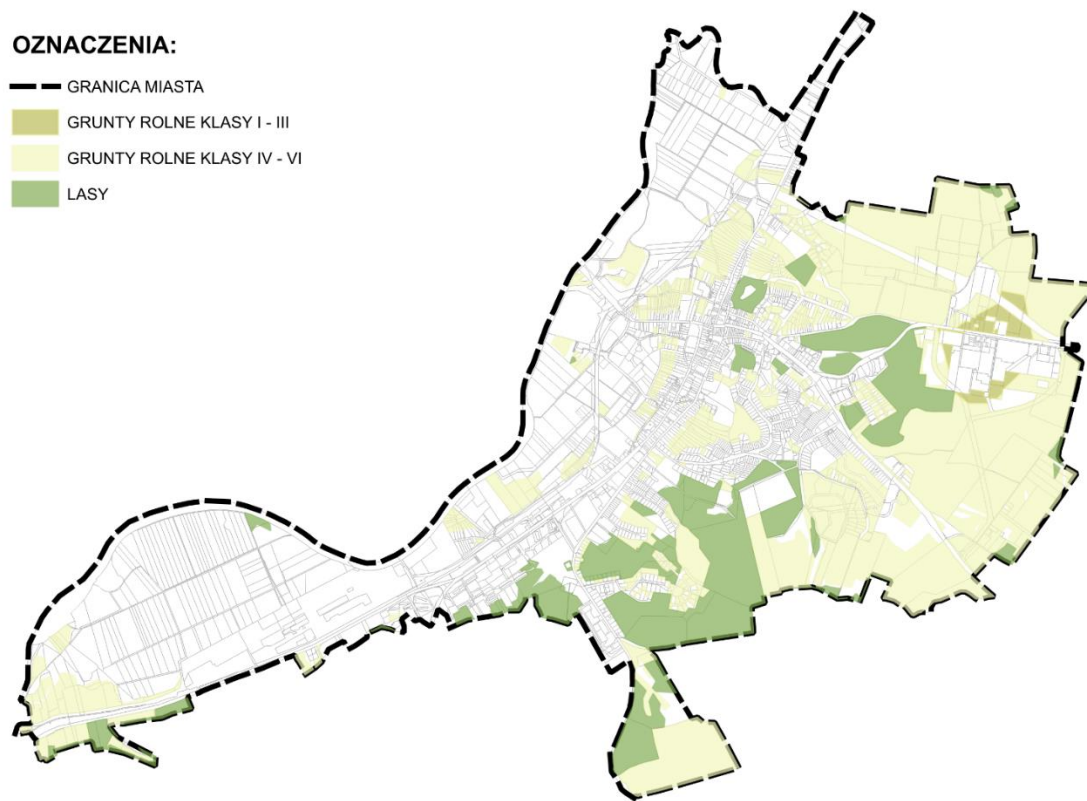 OZNACZENIA:
GRANICA MIASTA
GRUNTY ROLNE KLASY I - III
GRUNTY ROLNE KLASY IV - VI
LASY